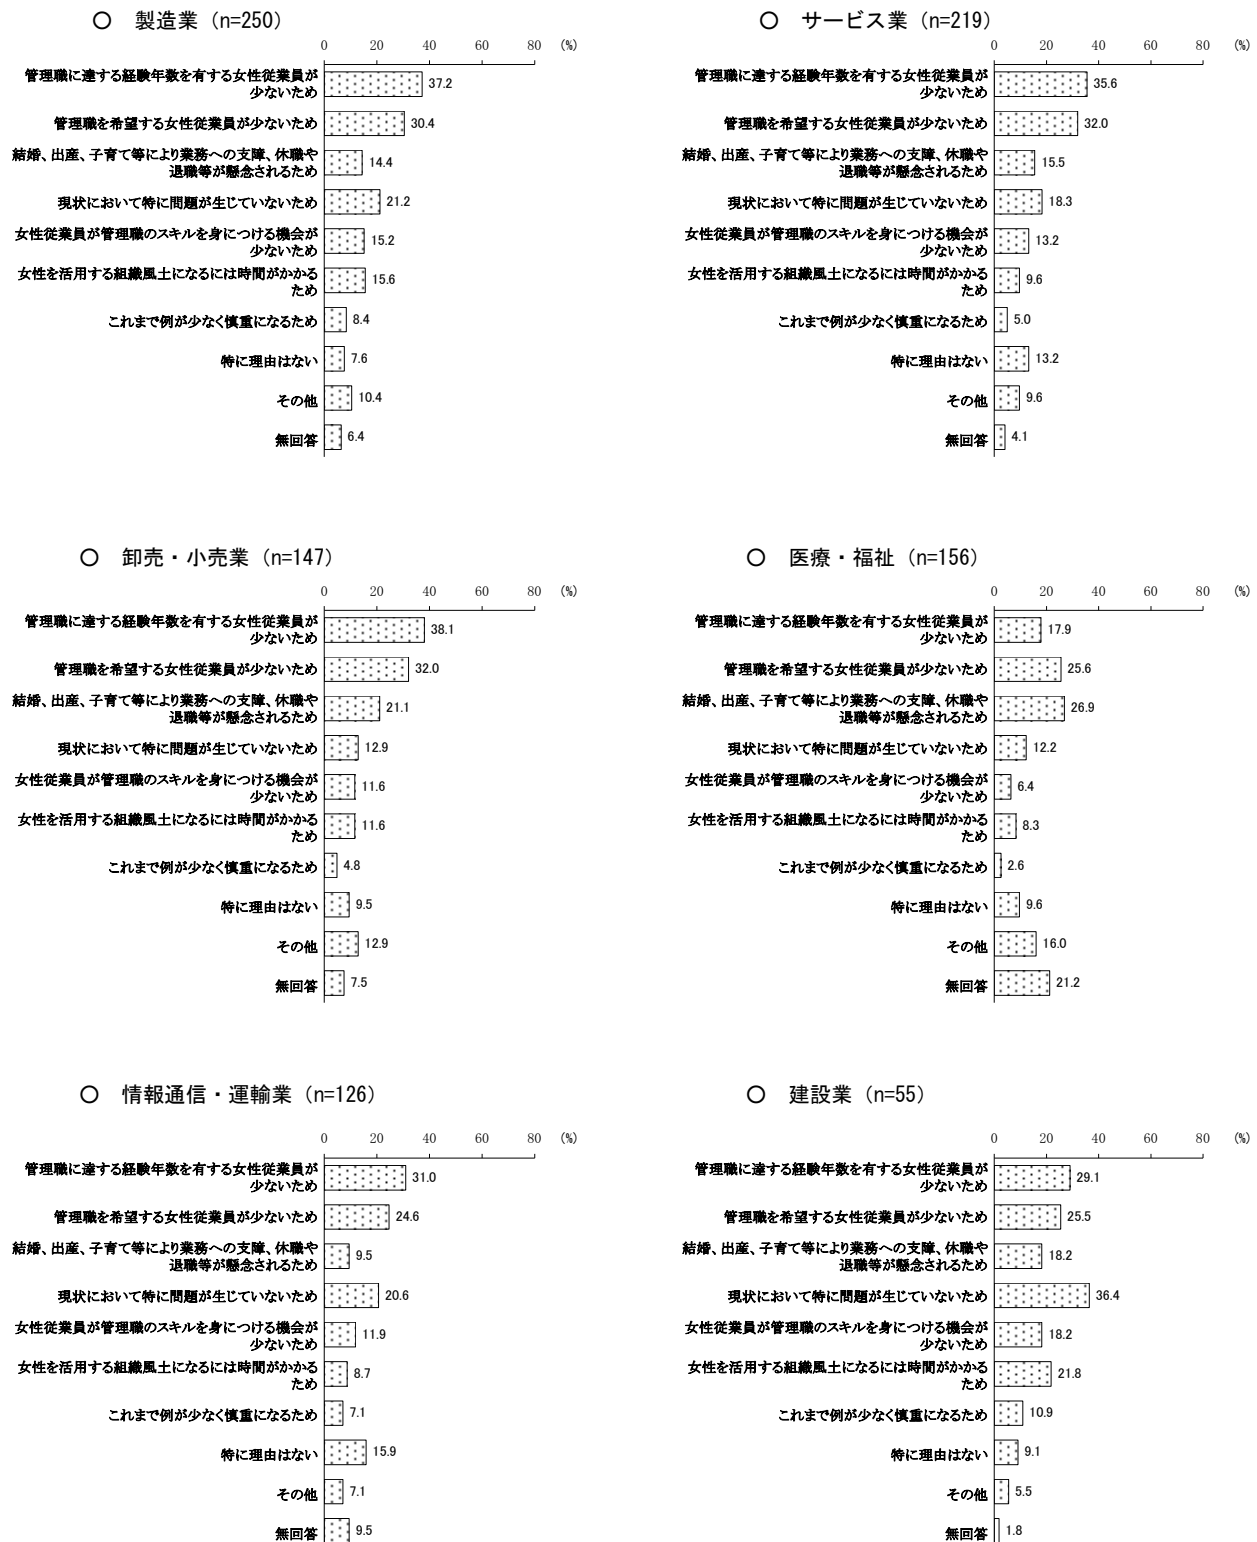 ○ 製造業（n=250）
0 20 40 60 80 (%)
管理職に達する経験年数を有する女性従業員が
少ないため
37.2
管理職を希望する女性従業員が少ないため
30.4
結婚、出産、子育て等により業務への支障、休職や
退職等が懸念されるため
14.4
現状において特に問題が生じていないため
21.2
女性従業員が管理職のスキルを身につける機会が
少ないため
15.2
女性を活用する組織風土になるには時間がかかる
ため
15.6
これまで例が少なく慎重になるため
8.4
特に理由はない
7.6
その他
10.4
無回答
6.4
○ サービス業（n=219）
0 20 40 60 80 (%)
管理職に達する経験年数を有する女性従業員が
少ないため
35.6
管理職を希望する女性従業員が少ないため
32.0
結婚、出産、子育て等により業務への支障、休職や
退職等が懸念されるため
15.5
現状において特に問題が生じていないため
18.3
女性従業員が管理職のスキルを身につける機会が
少ないため
13.2
女性を活用する組織風土になるには時間がかかる
ため
9.6
これまで例が少なく慎重になるため
5.0
特に理由はない
13.2
その他
9.6
無回答
4.1
○ 卸売・小売業（n=147）
0 20 40 60 80 (%)
管理職に達する経験年数を有する女性従業員が
少ないため
38.1
管理職を希望する女性従業員が少ないため
32.0
結婚、出産、子育て等により業務への支障、休職や
退職等が懸念されるため
21.1
現状において特に問題が生じていないため
12.9
女性従業員が管理職のスキルを身につける機会が
少ないため
11.6
女性を活用する組織風土になるには時間がかかる
ため
11.6
これまで例が少なく慎重になるため
4.8
特に理由はない
9.5
その他
12.9
無回答
7.5
○ 医療・福祉（n=156）
0 20 40 60 80 (%)
管理職に達する経験年数を有する女性従業員が
少ないため
17.9
管理職を希望する女性従業員が少ないため
25.6
結婚、出産、子育て等により業務への支障、休職や
退職等が懸念されるため
26.9
現状において特に問題が生じていないため
12.2
女性従業員が管理職のスキルを身につける機会が
少ないため
6.4
女性を活用する組織風土になるには時間がかかる
ため
8.3
これまで例が少なく慎重になるため
2.6
特に理由はない
9.6
その他
16.0
無回答
21.2
○ 情報通信・運輸業（n=126）
0 20 40 60 80 (%)
管理職に達する経験年数を有する女性従業員が
少ないため
31.0
管理職を希望する女性従業員が少ないため
24.6
結婚、出産、子育て等により業務への支障、休職や
退職等が懸念されるため
9.5
現状において特に問題が生じていないため
20.6
女性従業員が管理職のスキルを身につける機会が
少ないため
11.9
女性を活用する組織風土になるには時間がかかる
ため
8.7
これまで例が少なく慎重になるため
7.1
特に理由はない
15.9
その他
7.1
無回答
9.5
○ 建設業（n=55）
0 20 40 60 80 (%)
管理職に達する経験年数を有する女性従業員が
少ないため
29.1
管理職を希望する女性従業員が少ないため
25.5
結婚、出産、子育て等により業務への支障、休職や
退職等が懸念されるため
18.2
現状において特に問題が生じていないため
36.4
女性従業員が管理職のスキルを身につける機会が
少ないため
18.2
女性を活用する組織風土になるには時間がかかる
ため
21.8
これまで例が少なく慎重になるため
10.9
特に理由はない
9.1
その他
5.5
無回答
1.8